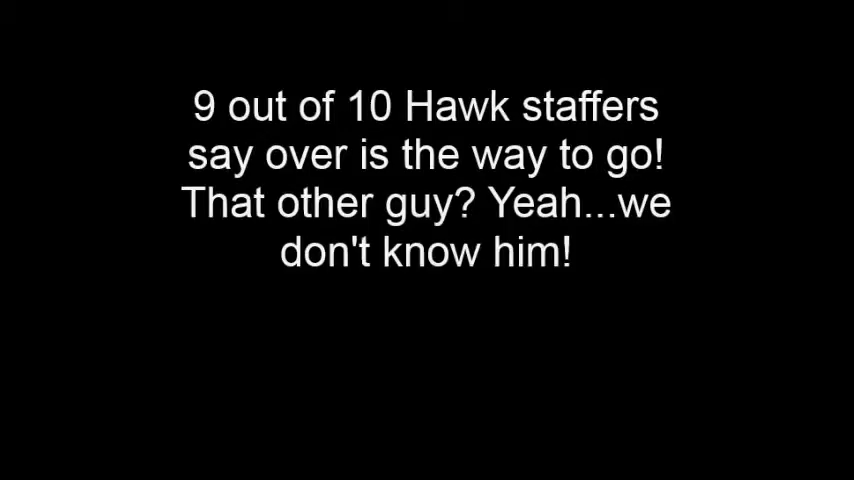 9 out of 10 Hawk staffers
say over is the way to go!
That other guy? Yeah...we
don't know him!